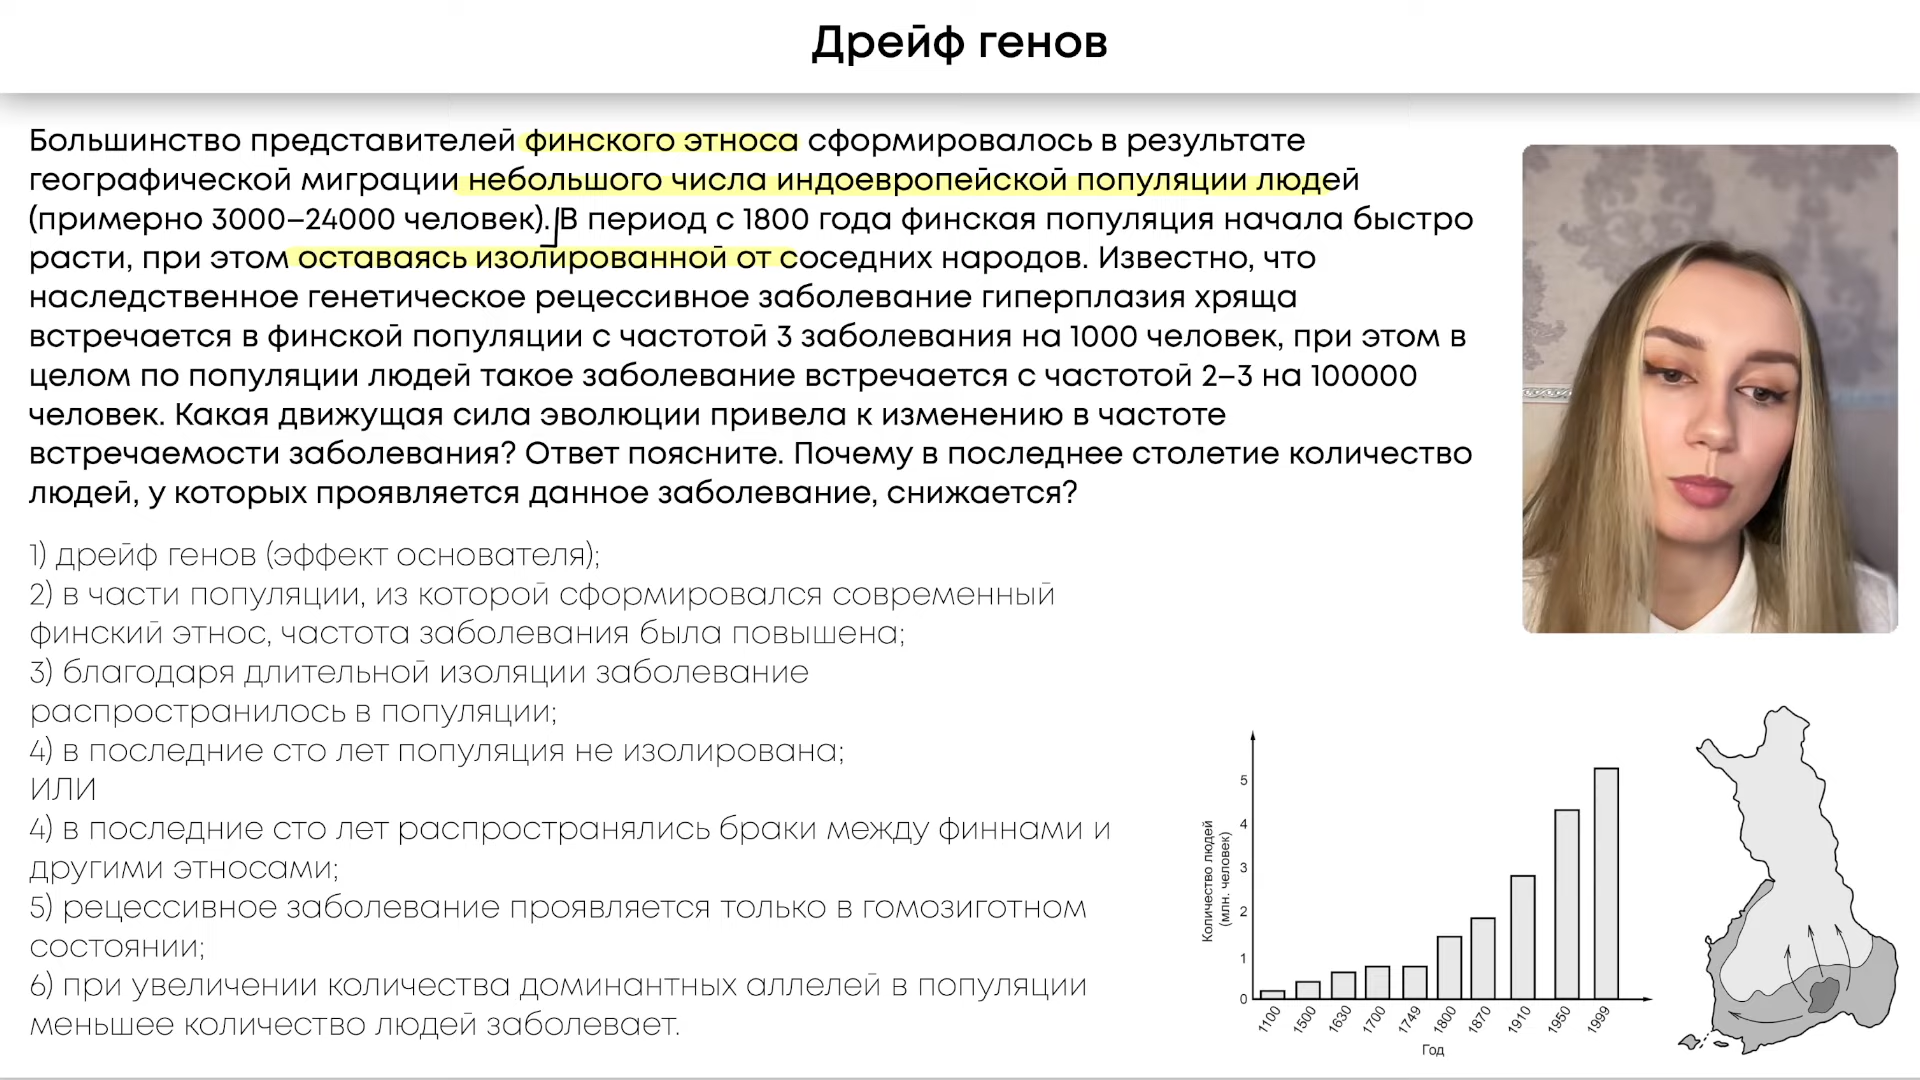 Дрейф генов
Большинство представителей финского этноса сформировалось в результате
географической миграции небольшого числа индоевропейской популяции людей
(примерно 3000–24000 человек). В период с 1800 года финская популяция начала быстро
расти, при этом оставаясь изолированной от соседних народов. Известно, что
наследственное генетическое рецессивное заболевание гиперплазия хряща
встречается в финской популяции с частотой 3 заболевания на 1000 человек, при этом в
целом по популяции людей такое заболевание встречается с частотой 2–3 на 100000
человек. Какая движущая сила эволюции привела к изменению в частоте
встречаемости заболевания? Ответ поясните. Почему в последнее столетие количество
людей, у которых проявляется данное заболевание, снижается?
1) дрейф генов (эффект основателя);
2) в части популяции, из которой сформировался современный
финский этнос, частота заболевания была повышена;
3) благодаря длительной изоляции заболевание
распространилось в популяции;
4) в последние сто лет популяция не изолирована;
ИЛИ
4) в последние сто лет распространялись браки между финнами и
другими этносами;
5) рецессивное заболевание проявляется только в гомозиготном
состоянии;
6) при увеличении количества доминантных аллелей в популяции
меньшее количество людей заболевает.
Количество людей
(млн. человек)
5
4
3
2
1
0
1100 1500 1630 1700 1749 1800 1870 1910 1950 1999
Год